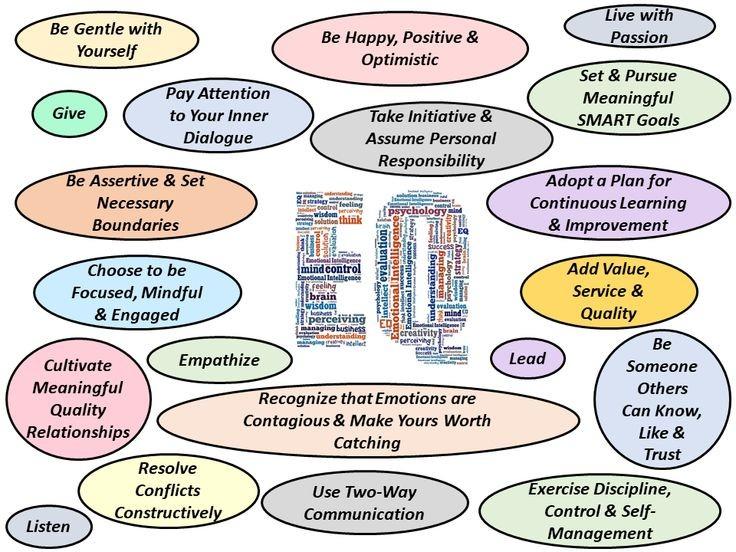 Be Gentle with
Yourself
Be Happy, Positive &
Optimistic
Live with
Passion
Give
Pay Attention
to Your Inner
Dialogue
Take Initiative &
Assume Personal
Responsibility
Set & Pursue
Meaningful
SMART Goals
Be Assertive & Set
Necessary
Boundaries
EQ
psychology
mind control
Emotional Intelligence
brain
perceiving
managing business
think
wisdom
feeling
intellect
evaluation
understanding
managing
strategy
creativity
Adopt a Plan for
Continuous Learning
& Improvement
Choose to be
Focused, Mindful
& Engaged
Add Value,
Service &
Quality
Cultivate
Meaningful
Quality
Relationships
Empathize
Lead
Be
Someone
Others
Can Know,
Like &
Trust
Recognize that Emotions are
Contagious & Make Yours Worth
Catching
Resolve
Conflicts
Constructively
Listen
Use Two-Way
Communication
Exercise Discipline,
Control & Self-
Management